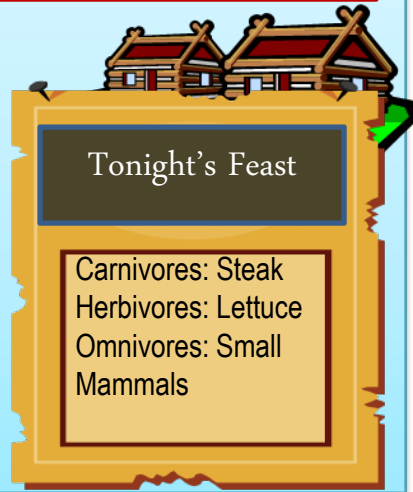 Tonight's Feast
Carnivores: Steak
Herbivores: Lettuce
Omnivores: Small
Mammals